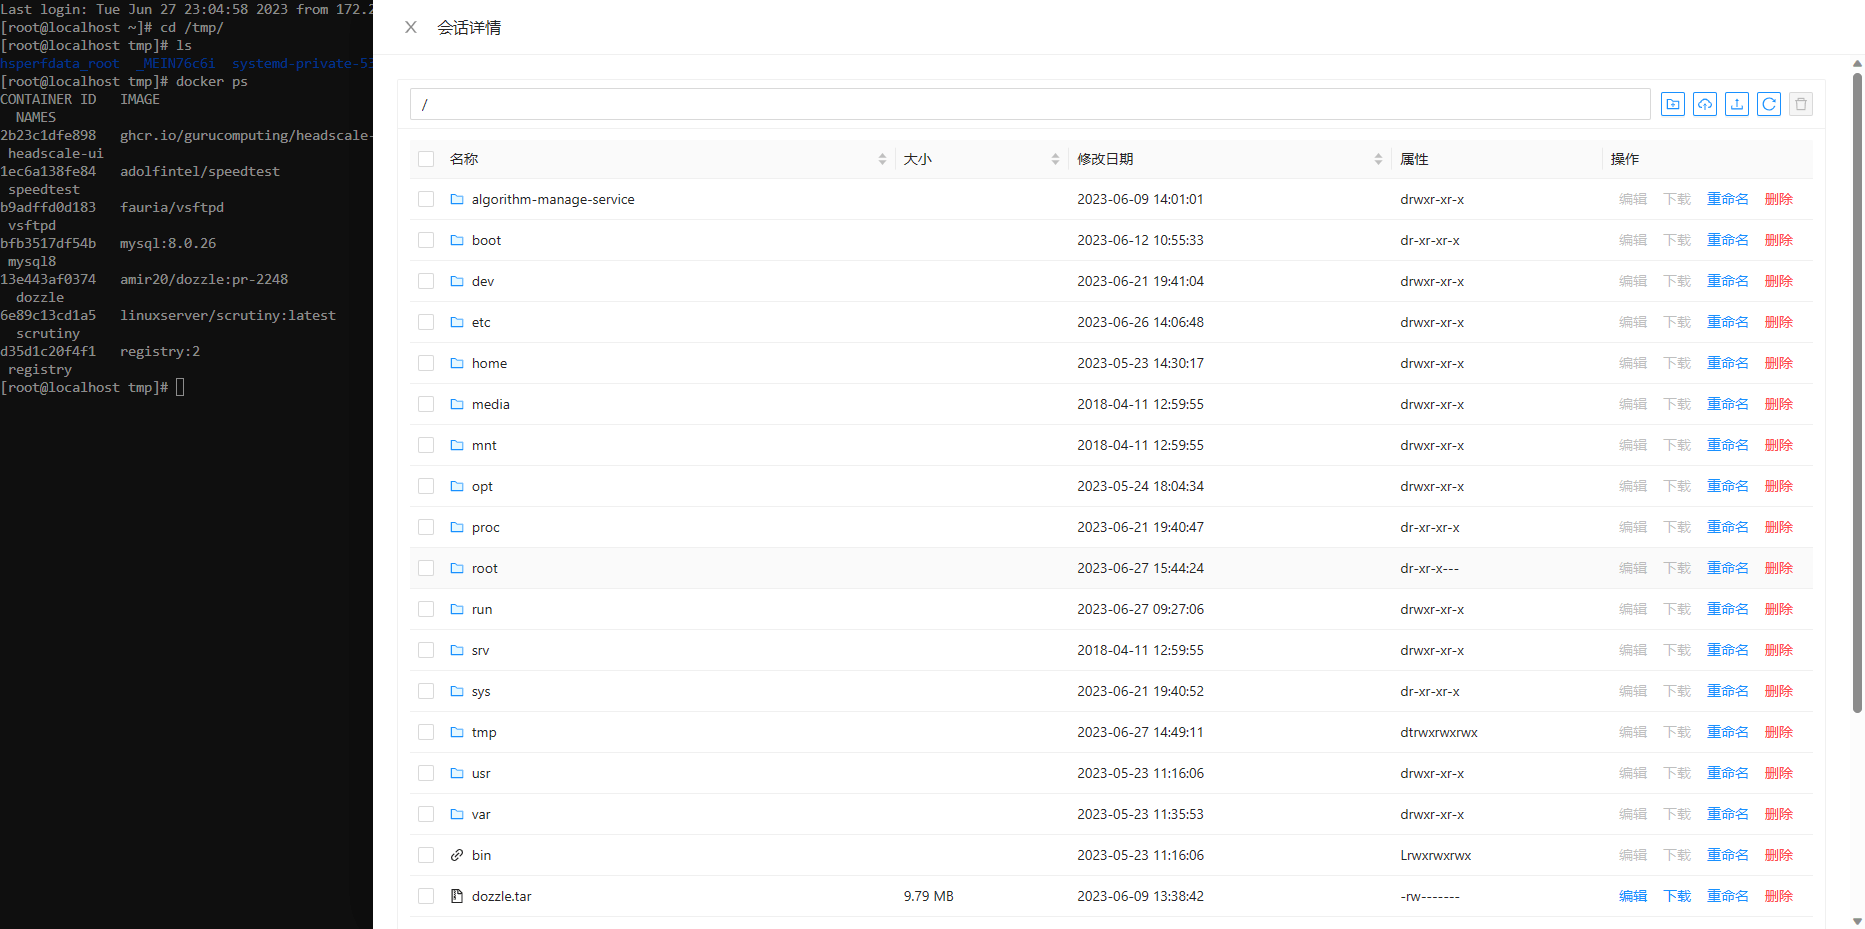 Last login: Tue Jun 27 23:04:58 2023 from 172.2
[root@localhost ~]# cd /tmp/
[root@localhost tmp]# ls
hsperfdata_root  _MEIN76c6i  systemd-private-53
[root@localhost tmp]# docker ps
CONTAINER ID   IMAGE
NAMES
2b23c1dfe898   ghcr.io/gurucomputing/headscale-
headscale-ui
1ec6a138fe84   adolfintel/speedtest
speedtest
b9adffd0d183   fauria/vsftpd
vsftpd
bfb3517df54b   mysql:8.0.26
mysql8
13e443af0374   amir20/dozzle:pr-2248
dozzle
6e89c13cd1a5   linuxserver/scrutiny:latest
scrutiny
d35d1c20f4f1   registry:2
registry
[root@localhost tmp]#
会话详情
/
名称 大小 修改日期 属性 操作
algorithm-manage-service 2023-06-09 14:01:01 drwxr-xr-x 编辑 下载 重命名 删除
boot 2023-06-12 10:55:33 dr-xr-xr-x 编辑 下载 重命名 删除
dev 2023-06-21 19:41:04 drwxr-xr-x 编辑 下载 重命名 删除
etc 2023-06-26 14:06:48 drwxr-xr-x 编辑 下载 重命名 删除
home 2023-05-23 14:30:17 drwxr-xr-x 编辑 下载 重命名 删除
media 2018-04-11 12:59:55 drwxr-xr-x 编辑 下载 重命名 删除
mnt 2018-04-11 12:59:55 drwxr-xr-x 编辑 下载 重命名 删除
opt 2023-05-24 18:04:34 drwxr-xr-x 编辑 下载 重命名 删除
proc 2023-06-21 19:40:47 dr-xr-xr-x 编辑 下载 重命名 删除
root 2023-06-27 15:44:24 dr-xr-x--- 编辑 下载 重命名 删除
run 2023-06-27 09:27:06 drwxr-xr-x 编辑 下载 重命名 删除
srv 2018-04-11 12:59:55 drwxr-xr-x 编辑 下载 重命名 删除
sys 2023-06-21 19:40:52 dr-xr-xr-x 编辑 下载 重命名 删除
tmp 2023-06-27 14:49:11 dtrwxrwxrwx 编辑 下载 重命名 删除
usr 2023-05-23 11:16:06 drwxr-xr-x 编辑 下载 重命名 删除
var 2023-05-23 11:35:53 drwxr-xr-x 编辑 下载 重命名 删除
bin 2023-05-23 11:16:06 Lrwxrwxrwx 编辑 下载 重命名 删除
dozzle.tar 9.79 MB 2023-06-09 13:38:42 -rw------- 编辑 下载 重命名 删除